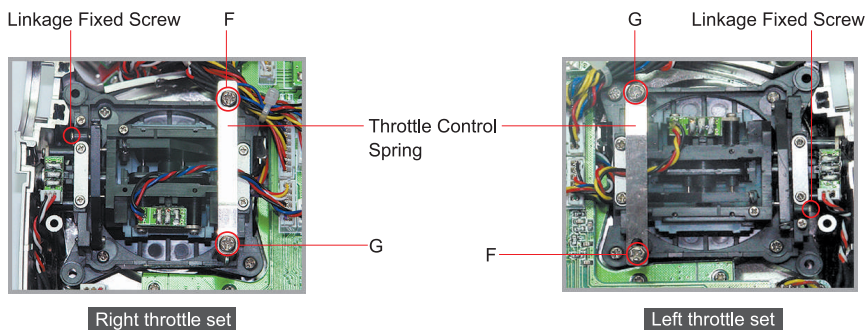 Linkage Fixed Screw
F
G
Linkage Fixed Screw
Throttle Control
Spring
G
F
Right throttle set
Left throttle set